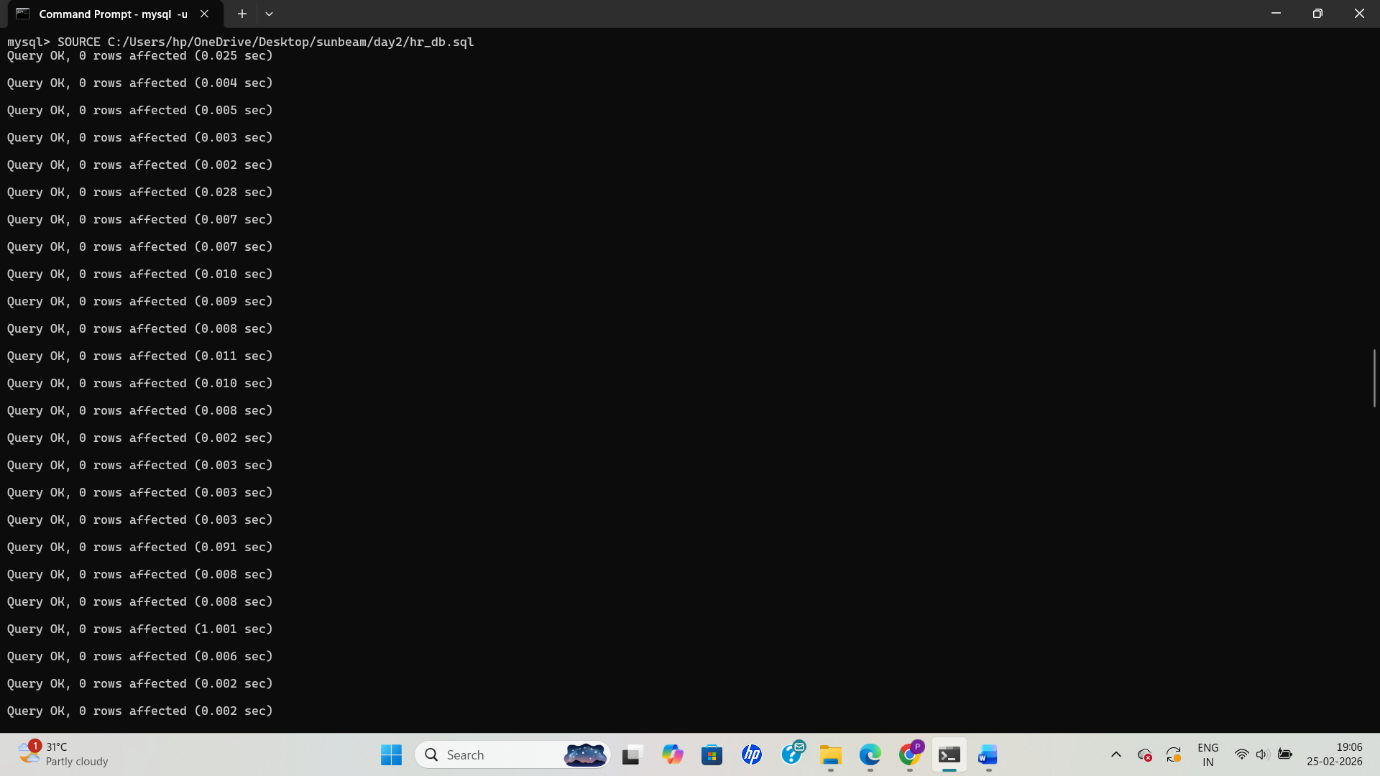 Command Prompt - mysql -u
mysql> SOURCE C:/Users/hp/OneDrive/Desktop/sunbeam/day2/hr_db.sql
Query OK, 0 rows affected (0.025 sec)
Query OK, 0 rows affected (0.004 sec)
Query OK, 0 rows affected (0.005 sec)
Query OK, 0 rows affected (0.003 sec)
Query OK, 0 rows affected (0.002 sec)
Query OK, 0 rows affected (0.028 sec)
Query OK, 0 rows affected (0.007 sec)
Query OK, 0 rows affected (0.007 sec)
Query OK, 0 rows affected (0.010 sec)
Query OK, 0 rows affected (0.009 sec)
Query OK, 0 rows affected (0.008 sec)
Query OK, 0 rows affected (0.011 sec)
Query OK, 0 rows affected (0.010 sec)
Query OK, 0 rows affected (0.008 sec)
Query OK, 0 rows affected (0.002 sec)
Query OK, 0 rows affected (0.003 sec)
Query OK, 0 rows affected (0.003 sec)
Query OK, 0 rows affected (0.003 sec)
Query OK, 0 rows affected (0.091 sec)
Query OK, 0 rows affected (0.008 sec)
Query OK, 0 rows affected (0.008 sec)
Query OK, 0 rows affected (1.001 sec)
Query OK, 0 rows affected (0.006 sec)
Query OK, 0 rows affected (0.002 sec)
Query OK, 0 rows affected (0.002 sec)
1
31°C
Partly cloudy
Search
hp
P
W
ENG
IN
19:06
25-02-2026